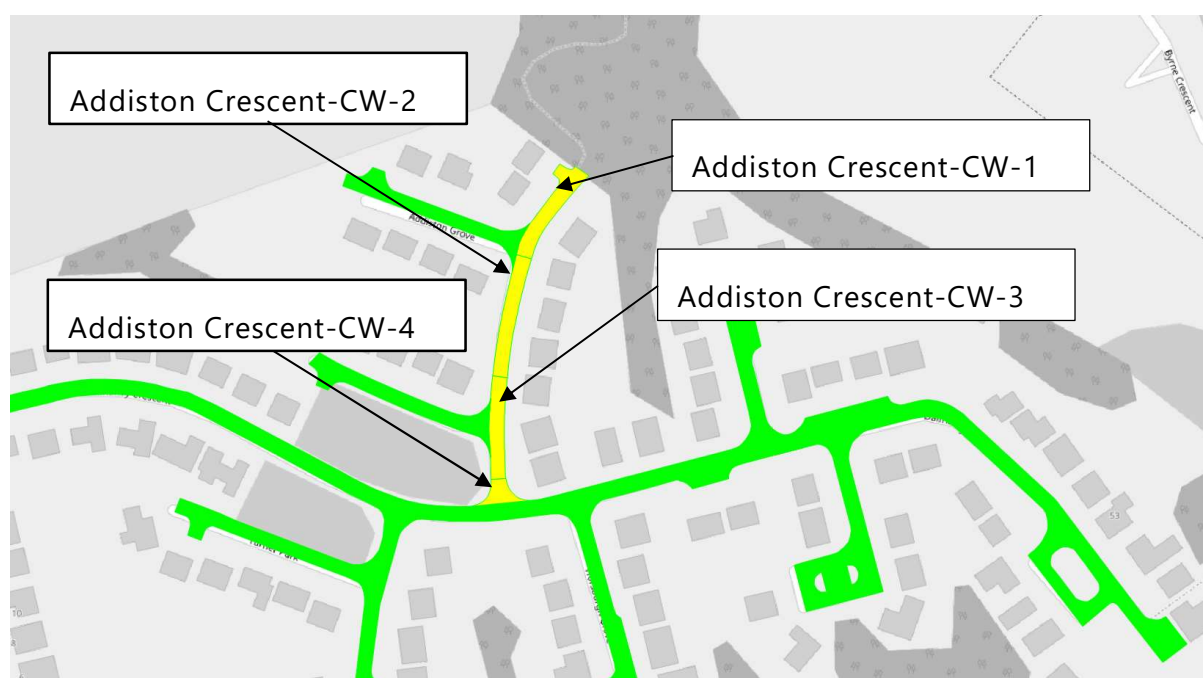 Addiston Crescent-CW-2
Byrne Crescent
Addiston Crescent-CW-1
Addiston Grove
Addiston Crescent-CW-3
Addiston Crescent-CW-4
53